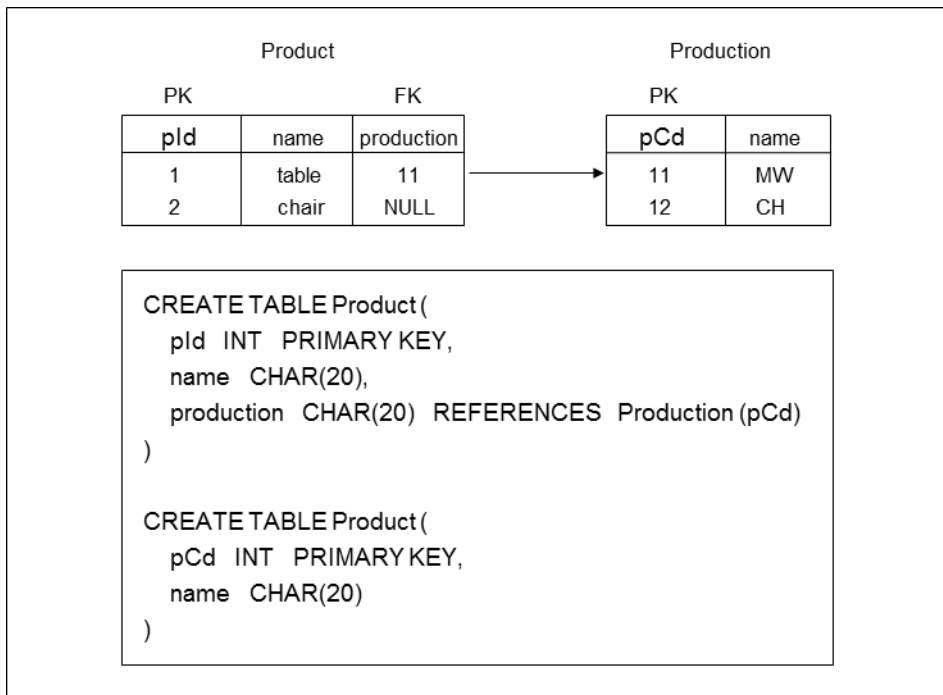 Product Production
PK FK PK
pId name production pCd name
1 table 11 11 MW
2 chair NULL 12 CH
CREATE TABLE Product (
pId INT PRIMARY KEY,
name CHAR(20),
production CHAR(20) REFERENCES Production (pCd)
)
CREATE TABLE Product (
pCd INT PRIMARY KEY,
name CHAR(20)
)